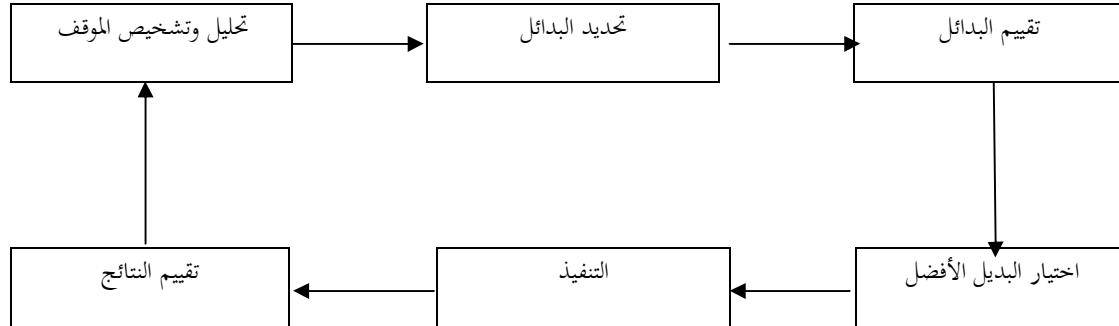 تحليل وتشخيص الموقف
تحديد البدائل
تقييم البدائل
اختيار البديل الأفضل
التنفيذ
تقييم النتائج